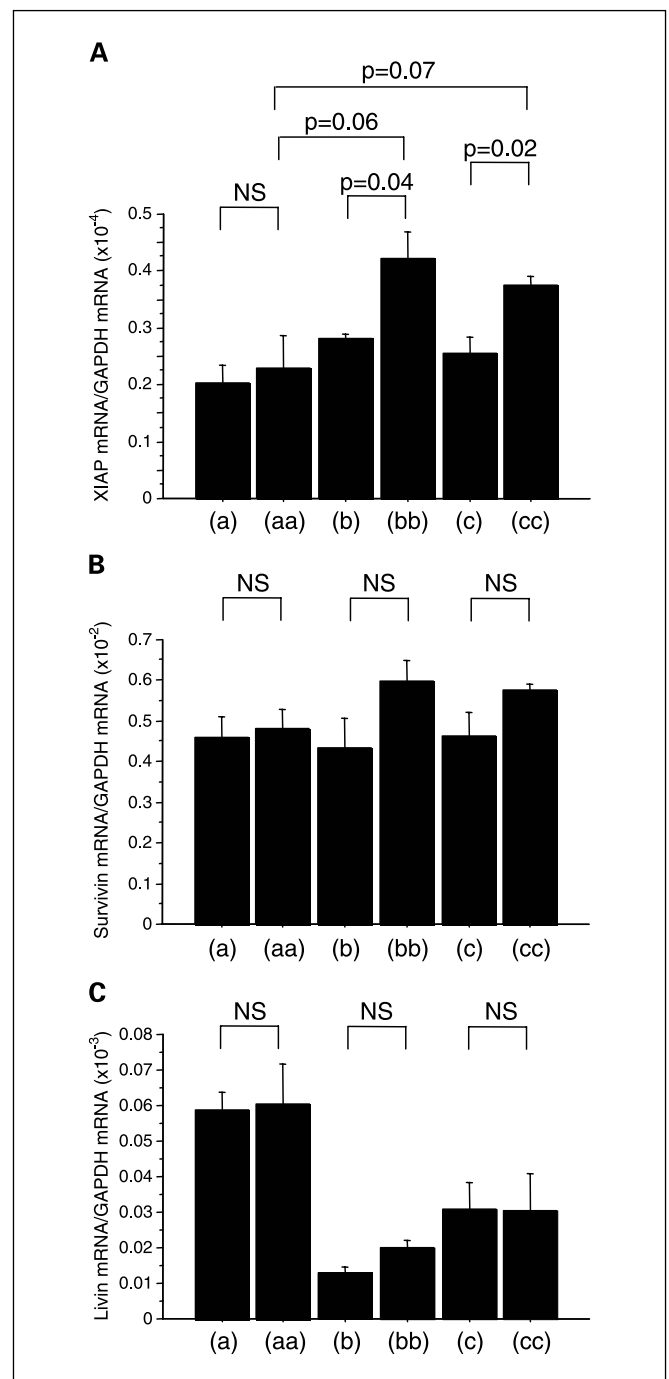 A
p=0.07
p=0.06
p=0.02
p=0.04
NS
XIAP mRNA/GAPDH mRNA (x10⁻⁴)
0.5
0.4
0.3
0.2
0.1
0
(a) (aa) (b) (bb) (c) (cc)
B
NS NS NS
Survivin mRNA/GAPDH mRNA (x10⁻²)
0.7
0.6
0.5
0.4
0.3
0.2
0.1
0
(a) (aa) (b) (bb) (c) (cc)
C
NS NS NS
Livin mRNA/GAPDH mRNA (x10⁻³)
0.08
0.07
0.06
0.05
0.04
0.03
0.02
0.01
0
(a) (aa) (b) (bb) (c) (cc)